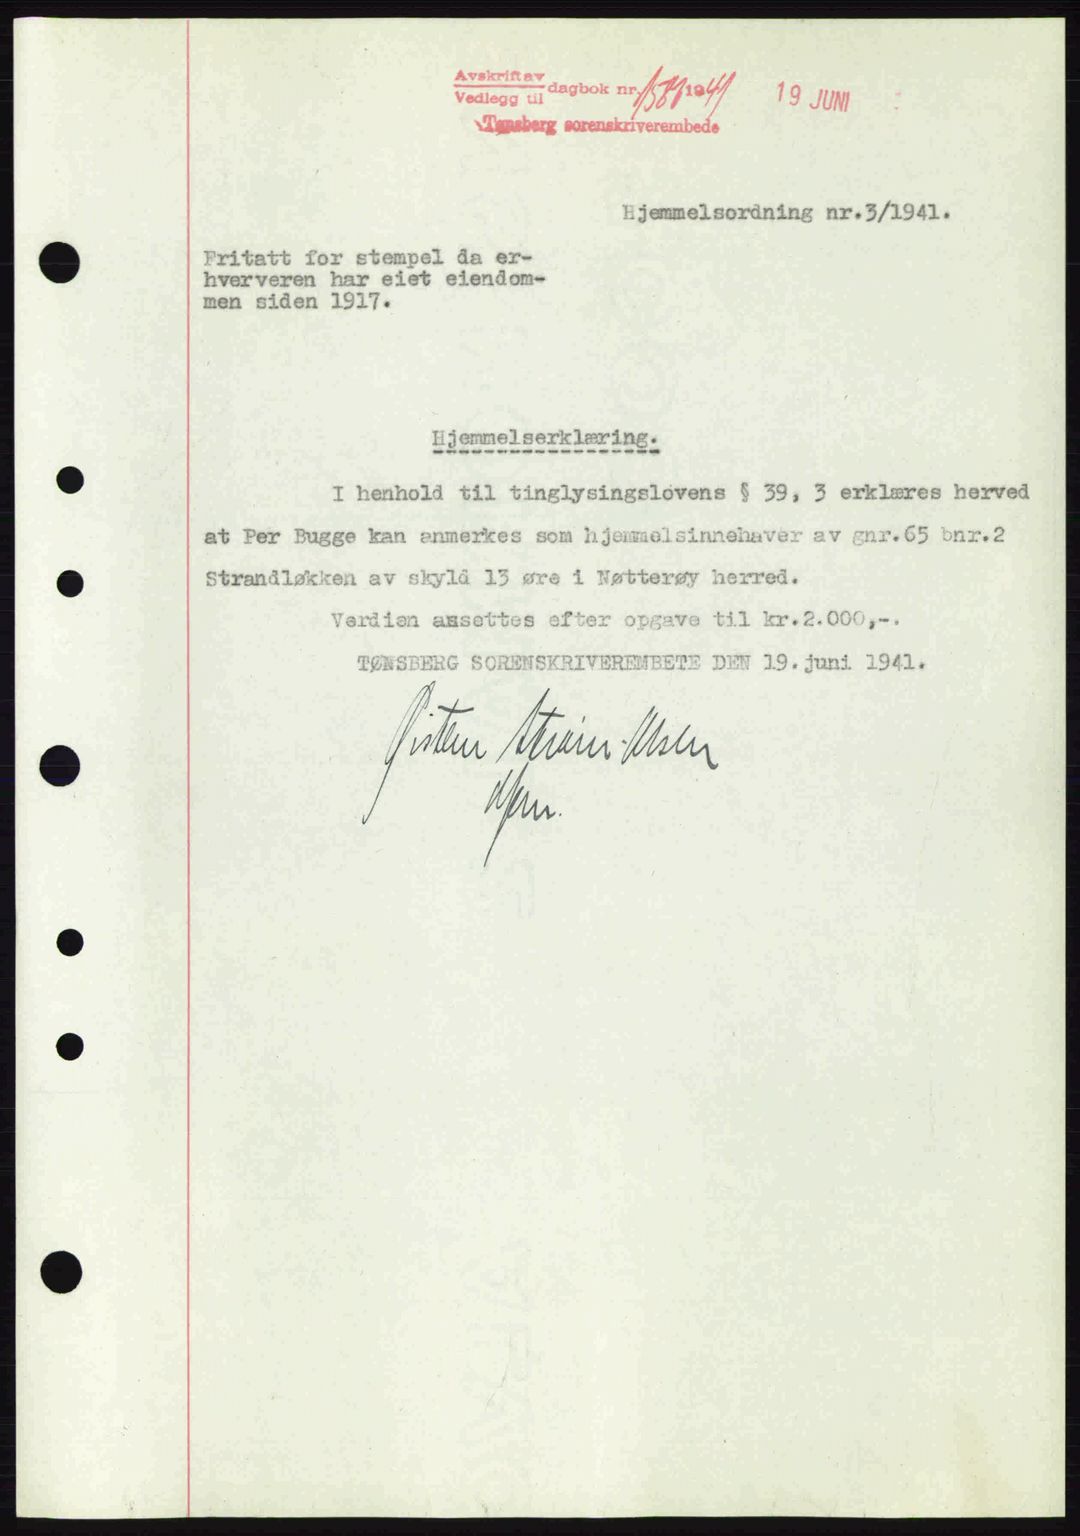 Avskrift av
Vedlegg til dagbok nr. 1941
19 JUNI
Tønsberg sorenskriverembede
Hjemmelsordning nr.3/1941.
Fritatt for stempel da er-
hververen har eiet eiendom-
men siden 1917.
Hjemmelserklæring.
I henhold til tinglysingslovens § 39, 3 erklæres herved
at Per Bugge kan anmerkes som hjemmelsinnehaver av gnr.65 bnr.2
Strandløkken av skyld 13 øre i Nøtterøy herred.
Verdien ansettes efter opgave til kr.2.000,-.
TØNSBERG SORENSKRIVEREMBETE DEN 19.juni 1941.
Øistein Strøm-Olsen